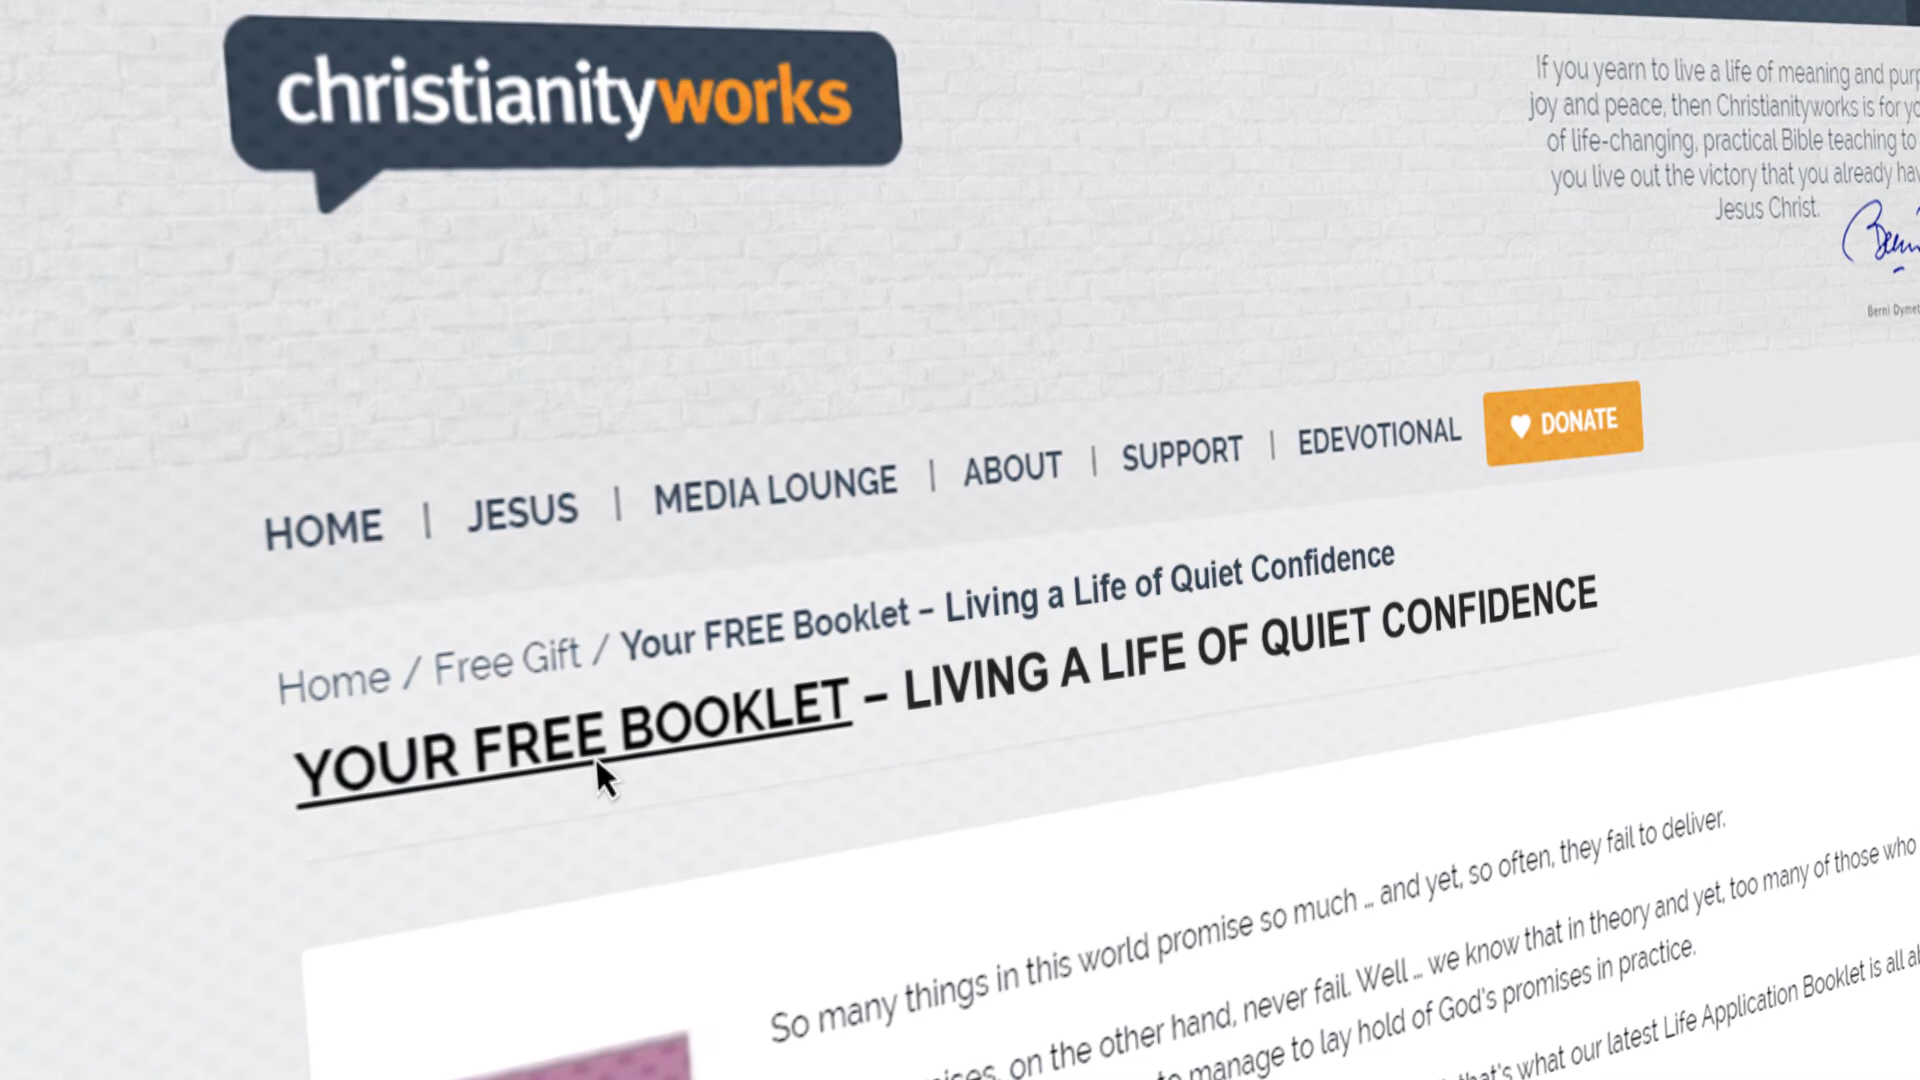 christianityworks
If you yearn to live a life of meaning and
joy and peace, then Christianityworks is for
of life-changing, practical Bible teaching to
you live out the victory that you already
Jesus Christ.
Berni
HOME | JESUS | MEDIA LOUNGE | ABOUT | SUPPORT | EDEVOTIONAL DONATE
Home / Free Gift / Your FREE Booklet – Living a Life of Quiet Confidence
YOUR FREE BOOKLET – LIVING A LIFE OF QUIET CONFIDENCE
So many things in this world promise so much ... and yet, so often, they fail to deliver.
on the other hand, never fail. Well ... we know that in theory and yet, too many of those who
to manage to lay hold of God's promises in practice.
that's what our latest Life Application Booklet is all